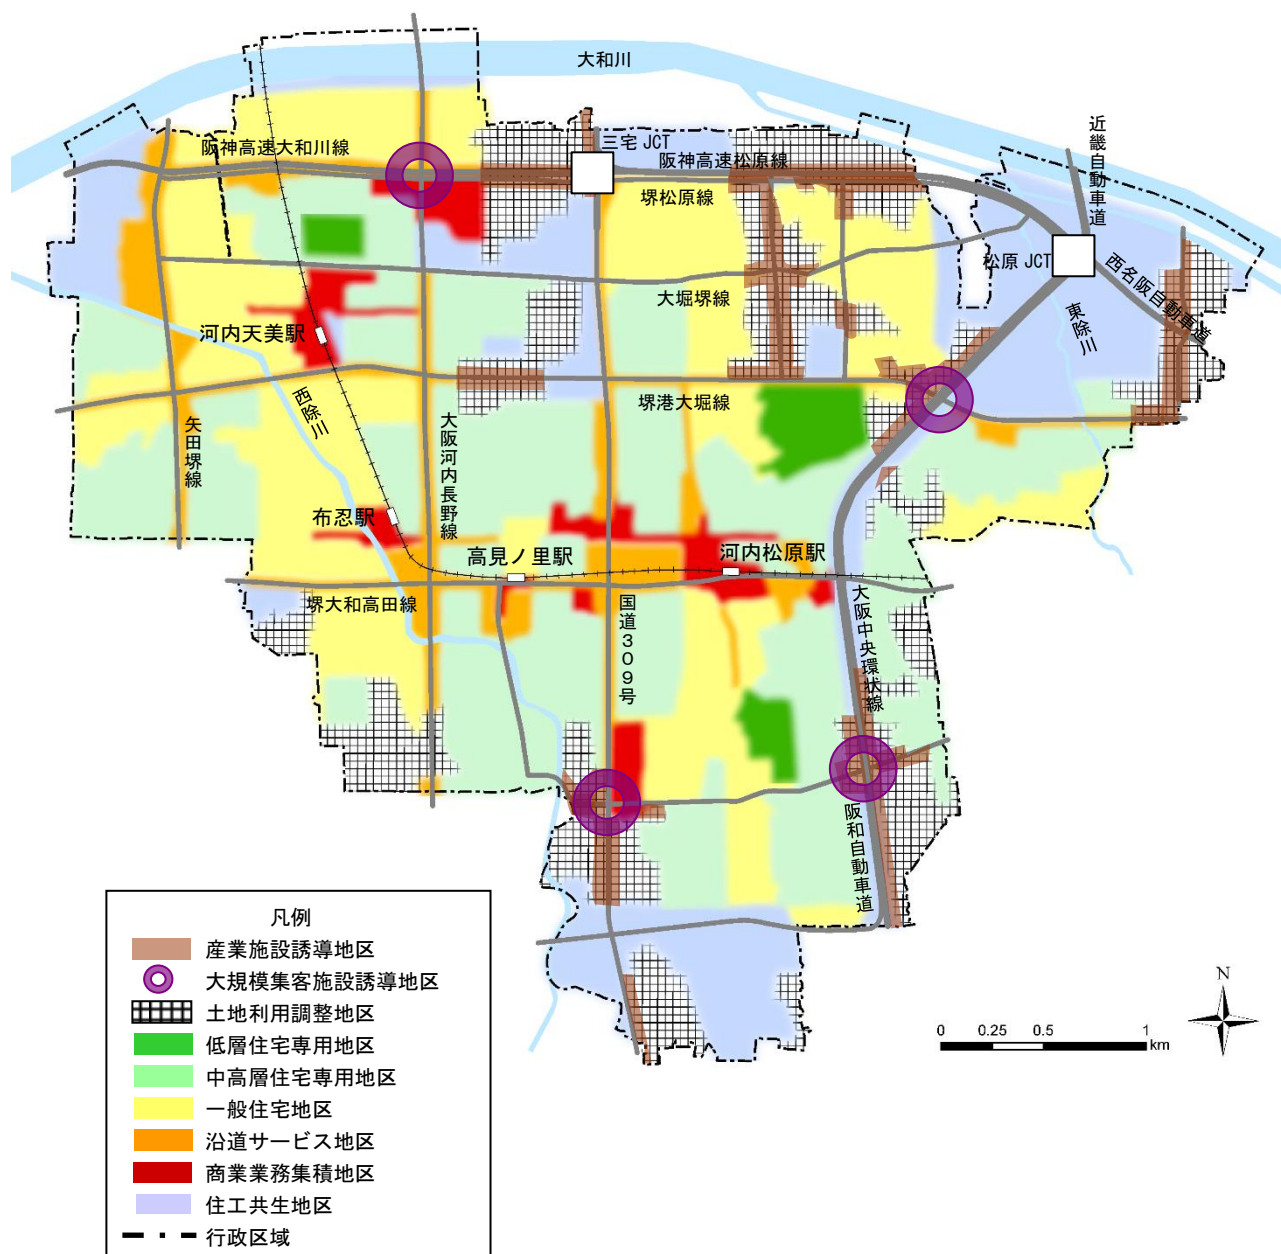 大和川
近畿自動車道
三宅 JCT
阪神高速大和川線
阪神高速松原線
堺松原線
松原 JCT
西名阪自動車道
大堀堺線
東除川
河内天美駅
西除川
堺港大堀線
矢田堺線
大阪河内長野線
布忍駅
高見ノ里駅
河内松原駅
堺大和高田線
国道309号
大阪中央環状線
阪和自動車道
凡例
産業施設誘導地区
大規模集客施設誘導地区
土地利用調整地区
低層住宅専用地区
中高層住宅専用地区
一般住宅地区
沿道サービス地区
商業業務集積地区
住工共生地区
行政区域
N
0 0.25 0.5 1
km